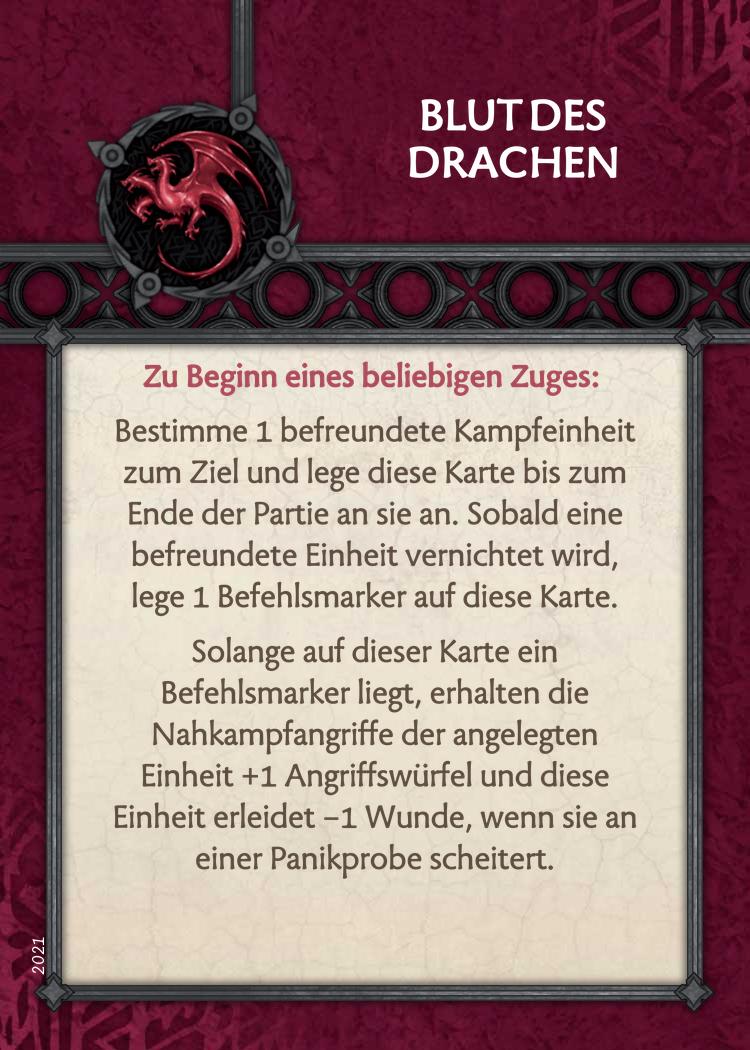 BLUT DES
DRACHEN
Zu Beginn eines beliebigen Zuges:
Bestimme 1 befreundete Kampfeinheit
zum Ziel und lege diese Karte bis zum
Ende der Partie an sie an. Sobald eine
befreundete Einheit vernichtet wird,
lege 1 Befehlsmarker auf diese Karte.
Solange auf dieser Karte ein
Befehlsmarker liegt, erhalten die
Nahkampfangriffe der angelegten
Einheit +1 Angriffswürfel und diese
Einheit erleidet −1 Wunde, wenn sie an
einer Panikprobe scheitert.
2021